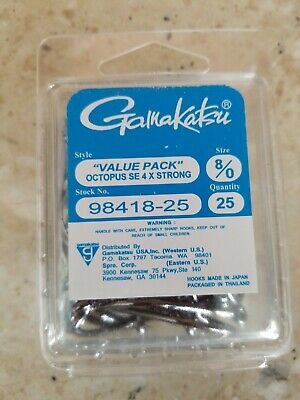 Gamakatsu®
Style
Size
"VALUE PACK"
OCTOPUS SE 4 X STRONG
8/0
Stock No.
Quantity
98418-25
25
WARNING :
HANDLE WITH CARE, EXTREMELY SHARP HOOKS, KEEP OUT OF
REACH OF SMALL CHILDREN.
Gamakatsu
Distributed By
Gamakatsu USA,Inc. (Western U.S.)
P.O. BOX 1797 Tacoma, WA 98401
Spro. Corp. (Eastern U.S.)
3900 Kennesaw 75 Pkwy,Ste 140
Kennesaw, GA 30144
HOOKS MADE IN JAPAN
PACKAGED IN THAILAND